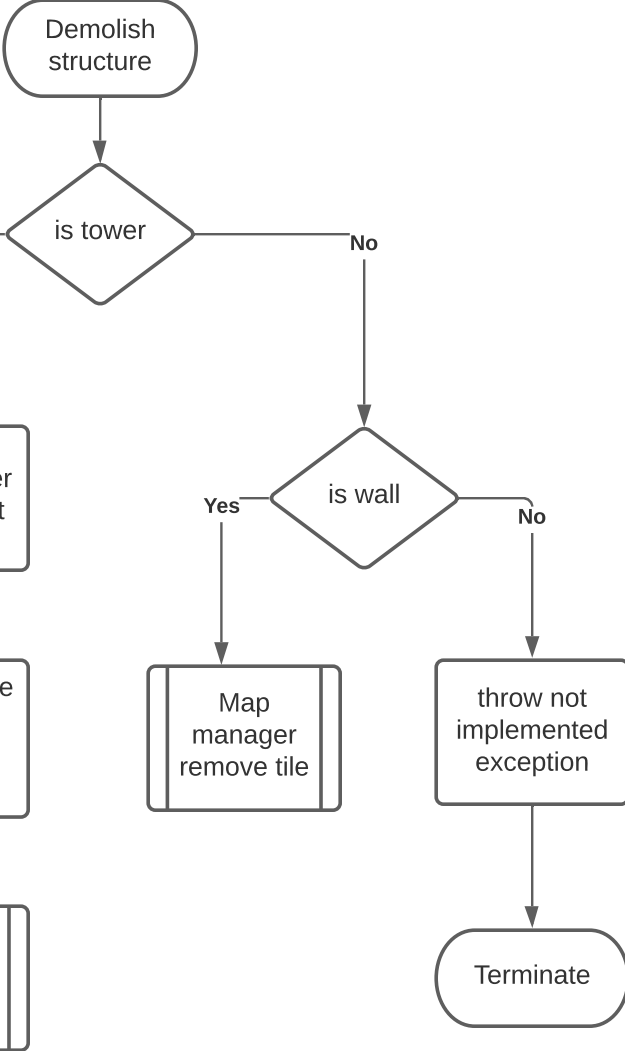 Demolish
structure
is tower
No
is wall
Yes
No
Map
manager
remove tile
throw not
implemented
exception
Terminate